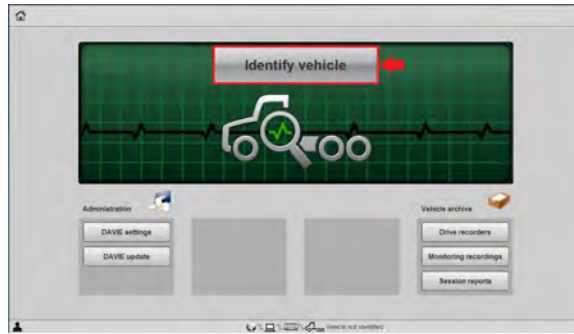 Identify vehicle
Administration
DAVIE settings
DAVIE update
Vehicle archive
Drive recorders
Monitoring recordings
Session reports
Vehicle not identified